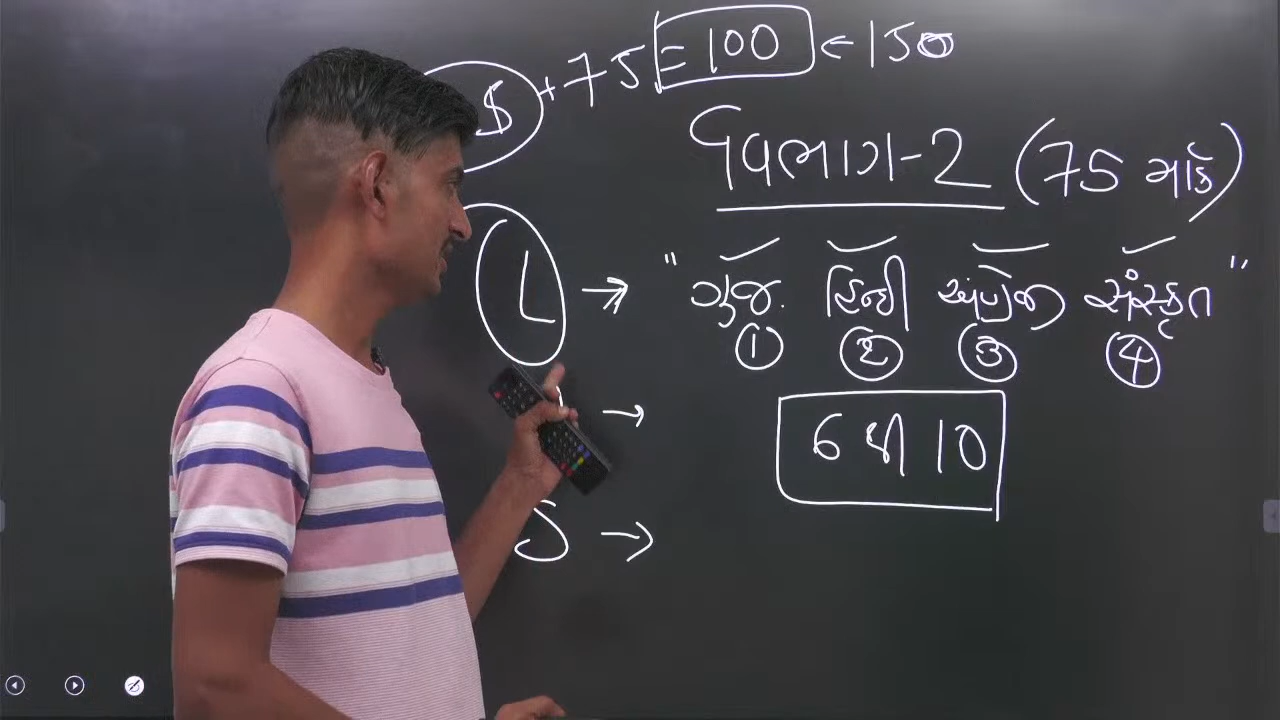 $ + 75 = 100 ← 150
વિભાગ-2 (75 માર્ક)
L → " ગુજ. હિન્દી અંગ્રેજી સંસ્કૃત "
① ② ③ ④
→ 6 થી 10
S →